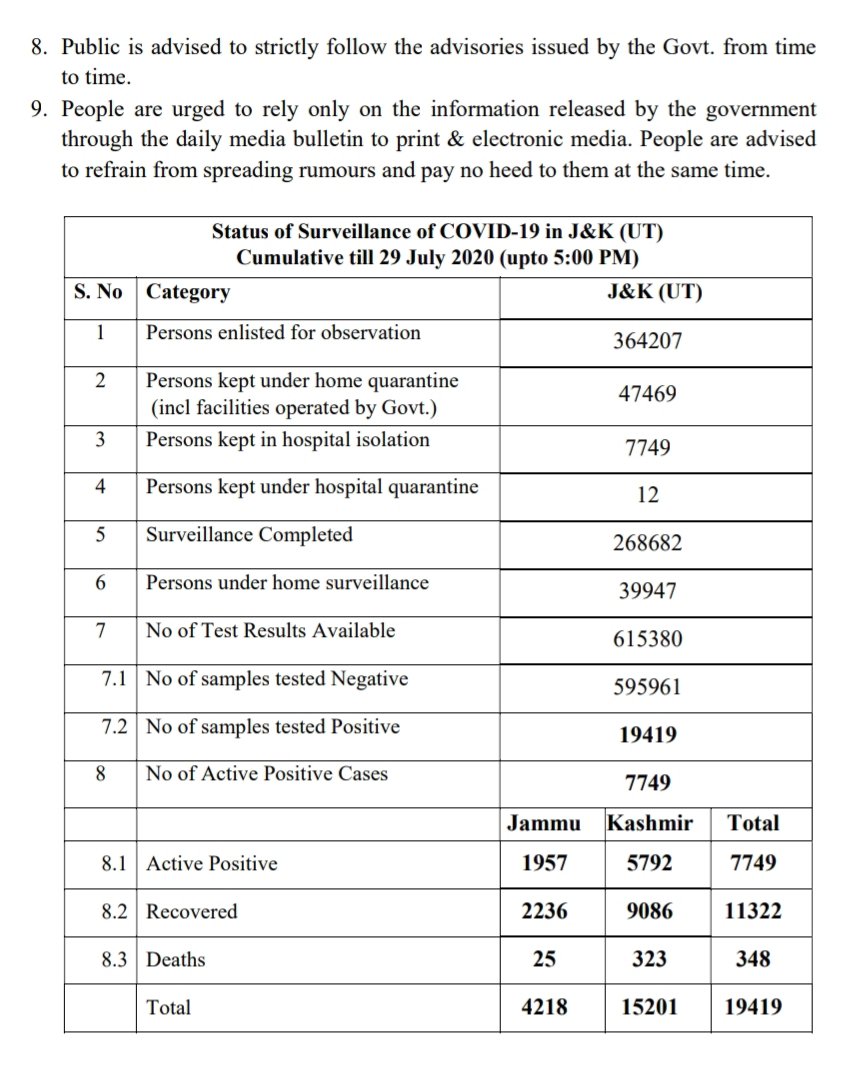 8. Public is advised to strictly follow the advisories issued by the Govt. from time
to time.
9. People are urged to rely only on the information released by the government
through the daily media bulletin to print & electronic media. People are advised
to refrain from spreading rumours and pay no heed to them at the same time.
Status of Surveillance of COVID-19 in J&K (UT)
Cumulative till 29 July 2020 (upto 5:00 PM)
S. No Category J&K (UT)
1 Persons enlisted for observation 364207
2 Persons kept under home quarantine
(incl facilities operated by Govt.) 47469
3 Persons kept in hospital isolation 7749
4 Persons kept under hospital quarantine 12
5 Surveillance Completed 268682
6 Persons under home surveillance 39947
7 No of Test Results Available 615380
7.1 No of samples tested Negative 595961
7.2 No of samples tested Positive 19419
8 No of Active Positive Cases 7749
Jammu Kashmir Total
8.1 Active Positive 1957 5792 7749
8.2 Recovered 2236 9086 11322
8.3 Deaths 25 323 348
Total 4218 15201 19419